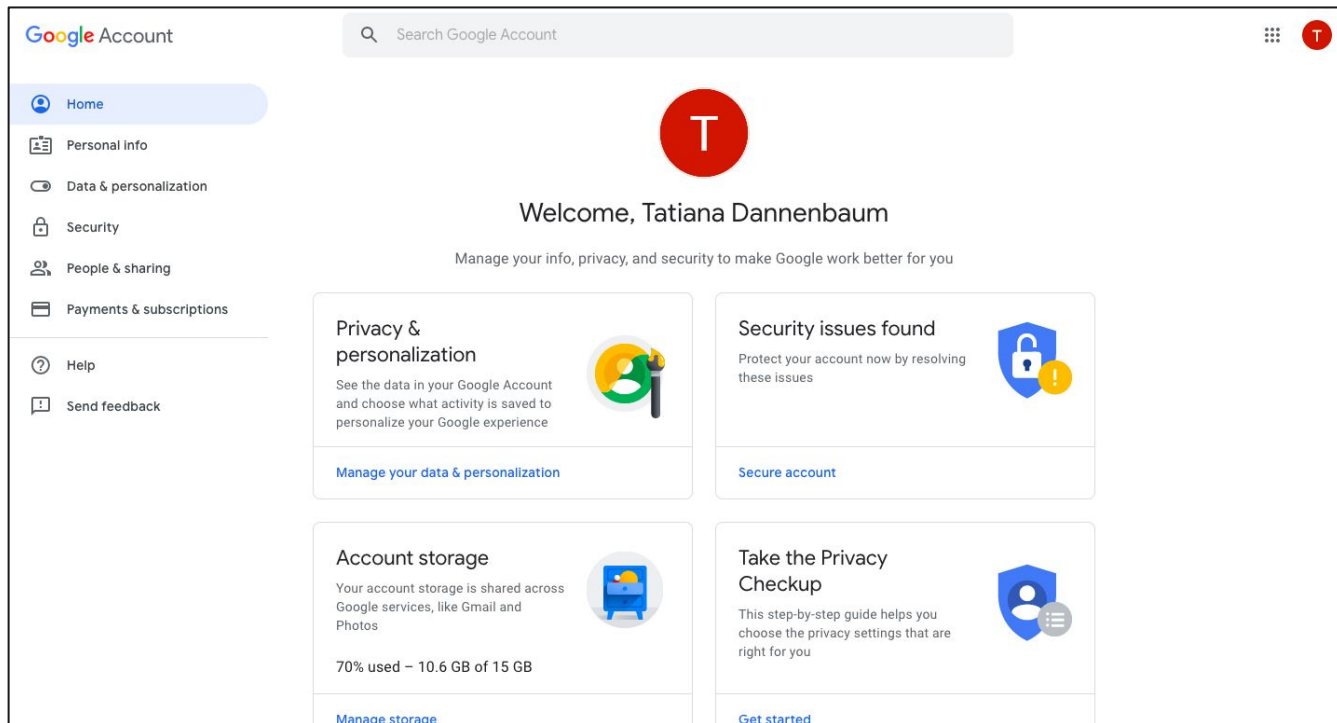 Google Account
Search Google Account
T
Home
Personal info
Data & personalization
Security
People & sharing
Payments & subscriptions
Help
Send feedback
T
Welcome, Tatiana Dannenbaum
Manage your info, privacy, and security to make Google work better for you
Privacy &
personalization
See the data in your Google Account
and choose what activity is saved to
personalize your Google experience
Manage your data & personalization
Security issues found
Protect your account now by resolving
these issues
Secure account
Account storage
Your account storage is shared across
Google services, like Gmail and
Photos
70% used – 10.6 GB of 15 GB
Manage storage
Take the Privacy
Checkup
This step-by-step guide helps you
choose the privacy settings that are
right for you
Get started